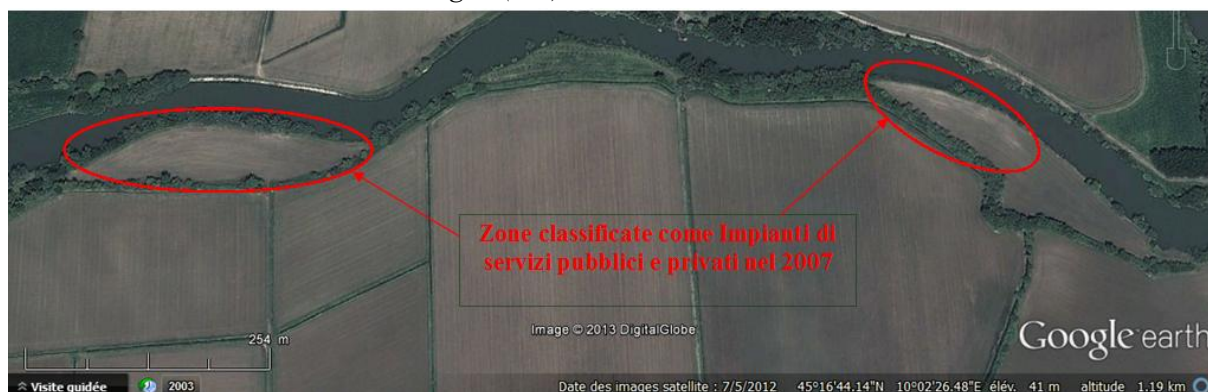 Zone classificate come Impianti di
servizi pubblici e privati nel 2007
Image © 2013 DigitalGlobe
Google earth
254 m
Visite guidée
2003
Date des images satellite : 7/5/2012 45°16'44.14"N 10°02'26.48"E élév. 41 m altitude 1.19 km